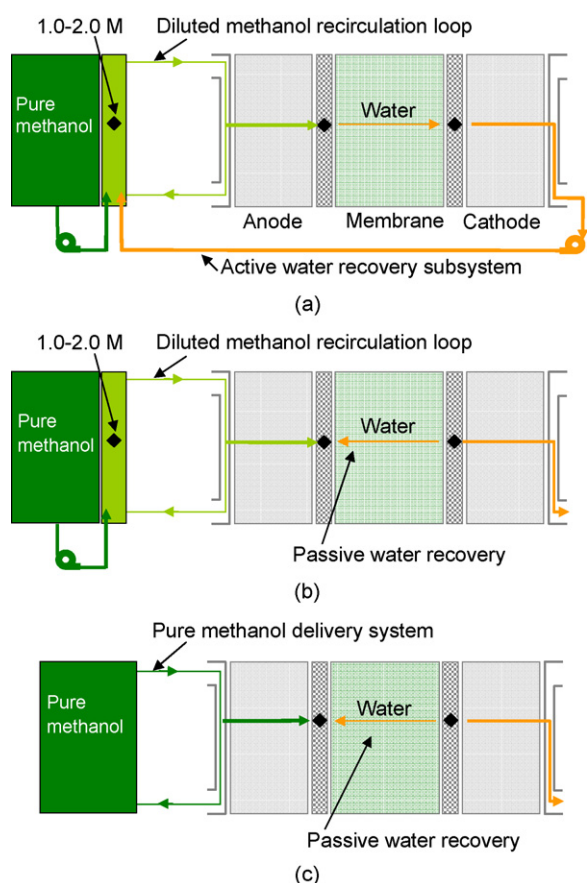 1.0-2.0 M
Diluted methanol recirculation loop
Pure
methanol
Water
Anode
Membrane
Cathode
Active water recovery subsystem
(a)
1.0-2.0 M
Diluted methanol recirculation loop
Pure
methanol
Water
Passive water recovery
(b)
Pure methanol delivery system
Pure
methanol
Water
Passive water recovery
(c)